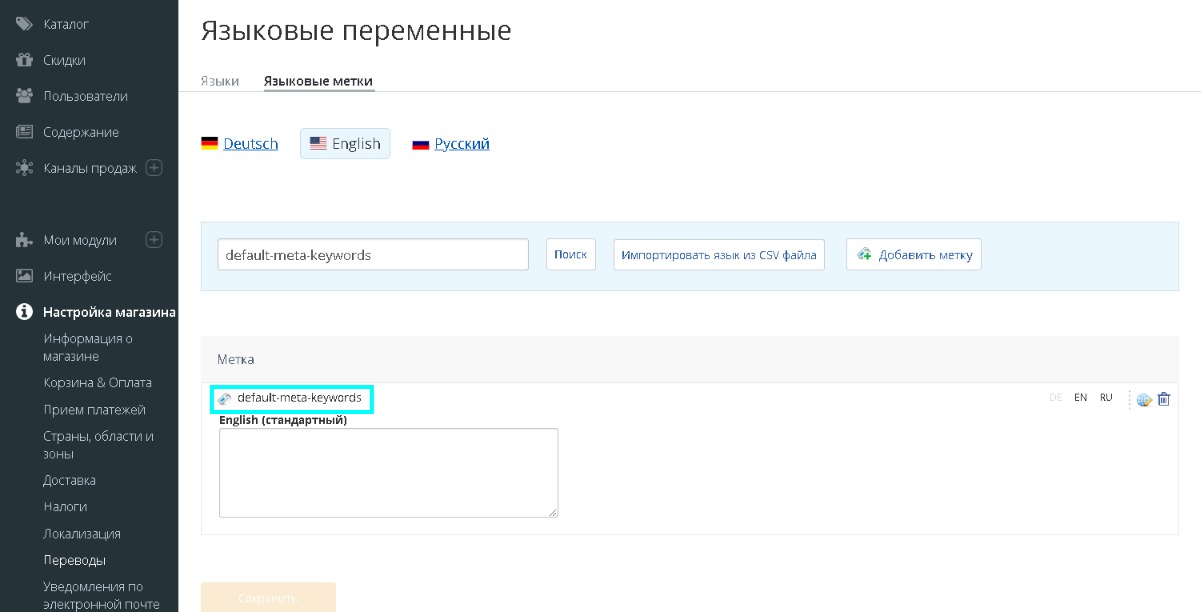 Каталог
Скидки
Пользователи
Содержание
Каналы продаж
Мои модули
Интерфейс
Настройка магазина
Информация о
магазине
Корзина & Оплата
Прием платежей
Страны, области и
зоны
Доставка
Налоги
Локализация
Переводы
Уведомления по
электронной почте
Языковые переменные
Языки Языковые метки
Deutsch English Русский
default-meta-keywords Поиск Импортировать язык из CSV файла Добавить метку
Метка
default-meta-keywords DE EN RU
English (стандартный)
Сохранить